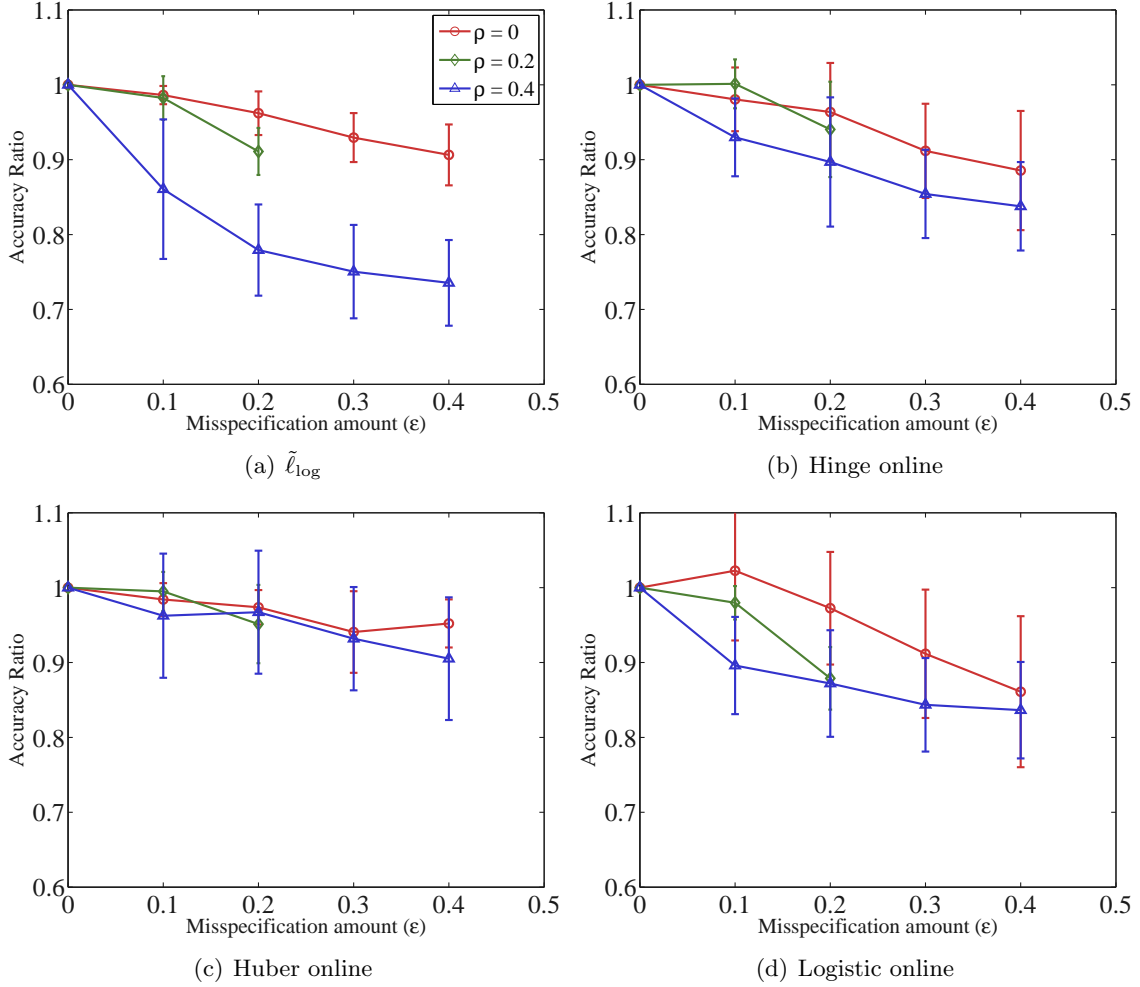 1.1
1
0.9
0.8
0.7
0.6
Accuracy Ratio
ρ = 0
ρ = 0.2
ρ = 0.4
0 0.1 0.2 0.3 0.4 0.5
Misspecification amount (ε)
(a) ℓ̃log
1.1
1
0.9
0.8
0.7
0.6
Accuracy Ratio
0 0.1 0.2 0.3 0.4 0.5
Misspecification amount (ε)
(b) Hinge online
1.1
1
0.9
0.8
0.7
0.6
Accuracy Ratio
0 0.1 0.2 0.3 0.4 0.5
Misspecification amount (ε)
(c) Huber online
1.1
1
0.9
0.8
0.7
0.6
Accuracy Ratio
0 0.1 0.2 0.3 0.4 0.5
Misspecification amount (ε)
(d) Logistic online